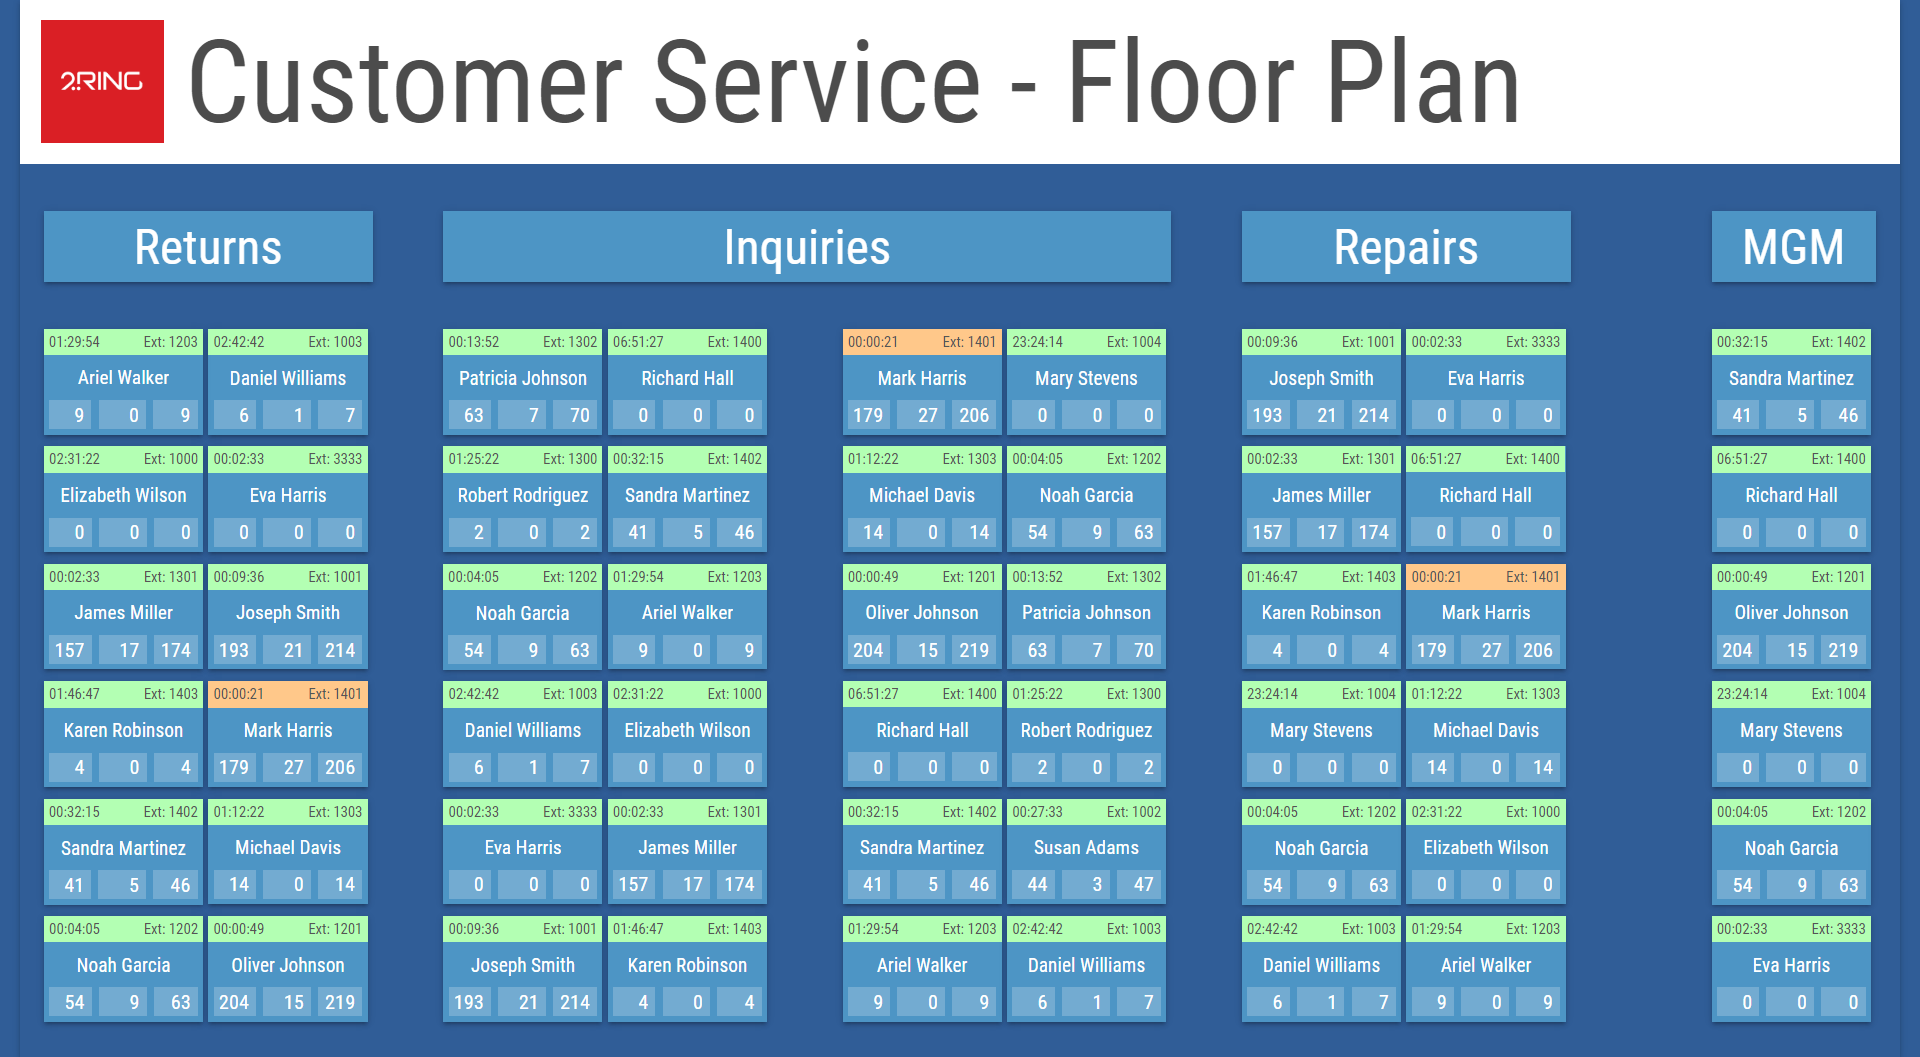 2RING
Customer Service - Floor Plan
Returns Inquiries Repairs MGM
01:29:54 Ext: 1203 02:42:42 Ext: 1003 00:13:52 Ext: 1302 06:51:27 Ext: 1400 00:00:21 Ext: 1401 23:24:14 Ext: 1004 00:09:36 Ext: 1001 00:02:33 Ext: 3333 00:32:15 Ext: 1402
Ariel Walker Daniel Williams Patricia Johnson Richard Hall Mark Harris Mary Stevens Joseph Smith Eva Harris Sandra Martinez
9 0 9 6 1 7 63 7 70 0 0 0 179 27 206 0 0 0 193 21 214 0 0 0 41 5 46
02:31:22 Ext: 1000 00:02:33 Ext: 3333 01:25:22 Ext: 1300 00:32:15 Ext: 1402 01:12:22 Ext: 1303 00:04:05 Ext: 1202 00:02:33 Ext: 1301 06:51:27 Ext: 1400 06:51:27 Ext: 1400
Elizabeth Wilson Eva Harris Robert Rodriguez Sandra Martinez Michael Davis Noah Garcia James Miller Richard Hall Richard Hall
0 0 0 0 0 0 2 0 2 41 5 46 14 0 14 54 9 63 157 17 174 0 0 0 0 0 0
00:02:33 Ext: 1301 00:09:36 Ext: 1001 00:04:05 Ext: 1202 01:29:54 Ext: 1203 00:00:49 Ext: 1201 00:13:52 Ext: 1302 01:46:47 Ext: 1403 00:00:21 Ext: 1401 00:00:49 Ext: 1201
James Miller Joseph Smith Noah Garcia Ariel Walker Oliver Johnson Patricia Johnson Karen Robinson Mark Harris Oliver Johnson
157 17 174 193 21 214 54 9 63 9 0 9 204 15 219 63 7 70 4 0 4 179 27 206 204 15 219
01:46:47 Ext: 1403 00:00:21 Ext: 1401 02:42:42 Ext: 1003 02:31:22 Ext: 1000 06:51:27 Ext: 1400 01:25:22 Ext: 1300 23:24:14 Ext: 1004 01:12:22 Ext: 1303 23:24:14 Ext: 1004
Karen Robinson Mark Harris Daniel Williams Elizabeth Wilson Richard Hall Robert Rodriguez Mary Stevens Michael Davis Mary Stevens
4 0 4 179 27 206 6 1 7 0 0 0 0 0 0 2 0 2 0 0 0 14 0 14 0 0 0
00:32:15 Ext: 1402 01:12:22 Ext: 1303 00:02:33 Ext: 3333 00:02:33 Ext: 1301 00:32:15 Ext: 1402 00:27:33 Ext: 1002 00:04:05 Ext: 1202 02:31:22 Ext: 1000 00:04:05 Ext: 1202
Sandra Martinez Michael Davis Eva Harris James Miller Sandra Martinez Susan Adams Noah Garcia Elizabeth Wilson Noah Garcia
41 5 46 14 0 14 0 0 0 157 17 174 41 5 46 44 3 47 54 9 63 0 0 0 54 9 63
00:04:05 Ext: 1202 00:00:49 Ext: 1201 00:09:36 Ext: 1001 01:46:47 Ext: 1403 01:29:54 Ext: 1203 02:42:42 Ext: 1003 02:42:42 Ext: 1003 01:29:54 Ext: 1203 00:02:33 Ext: 3333
Noah Garcia Oliver Johnson Joseph Smith Karen Robinson Ariel Walker Daniel Williams Daniel Williams Ariel Walker Eva Harris
54 9 63 204 15 219 193 21 214 4 0 4 9 0 9 6 1 7 6 1 7 9 0 9 0 0 0